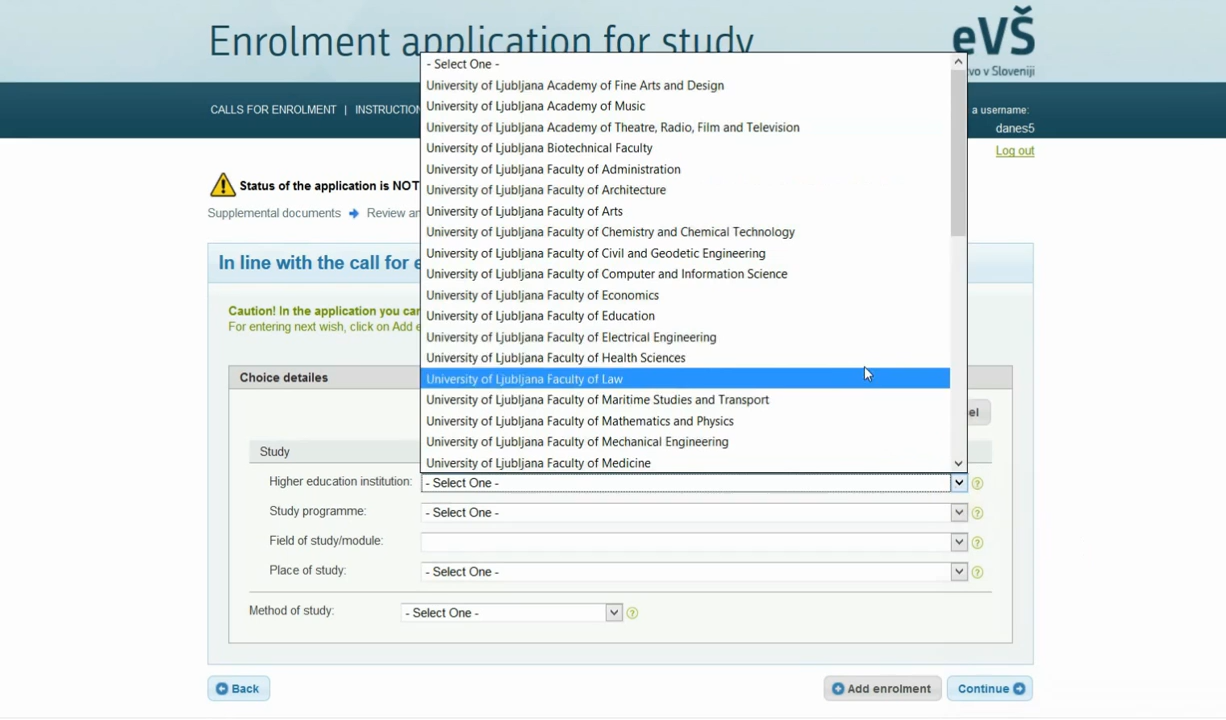 Enrolment application for study
eVŠ
vo v Sloveniji
CALLS FOR ENROLMENT | INSTRUCTION
a username:
danes5
Log out
Status of the application is NOT
Supplemental documents Review an
In line with the call for e
Caution! In the application you can
For entering next wish, click on Add e
Choice detailes
el
Study
- Select One -
University of Ljubljana Academy of Fine Arts and Design
University of Ljubljana Academy of Music
University of Ljubljana Academy of Theatre, Radio, Film and Television
University of Ljubljana Biotechnical Faculty
University of Ljubljana Faculty of Administration
University of Ljubljana Faculty of Architecture
University of Ljubljana Faculty of Arts
University of Ljubljana Faculty of Chemistry and Chemical Technology
University of Ljubljana Faculty of Civil and Geodetic Engineering
University of Ljubljana Faculty of Computer and Information Science
University of Ljubljana Faculty of Economics
University of Ljubljana Faculty of Education
University of Ljubljana Faculty of Electrical Engineering
University of Ljubljana Faculty of Health Sciences
University of Ljubljana Faculty of Law
University of Ljubljana Faculty of Maritime Studies and Transport
University of Ljubljana Faculty of Mathematics and Physics
University of Ljubljana Faculty of Mechanical Engineering
University of Ljubljana Faculty of Medicine
Higher education institution: - Select One - ?
Study programme: - Select One - ?
Field of study/module: ?
Place of study: - Select One - ?
Method of study: - Select One - ?
Back Add enrolment Continue